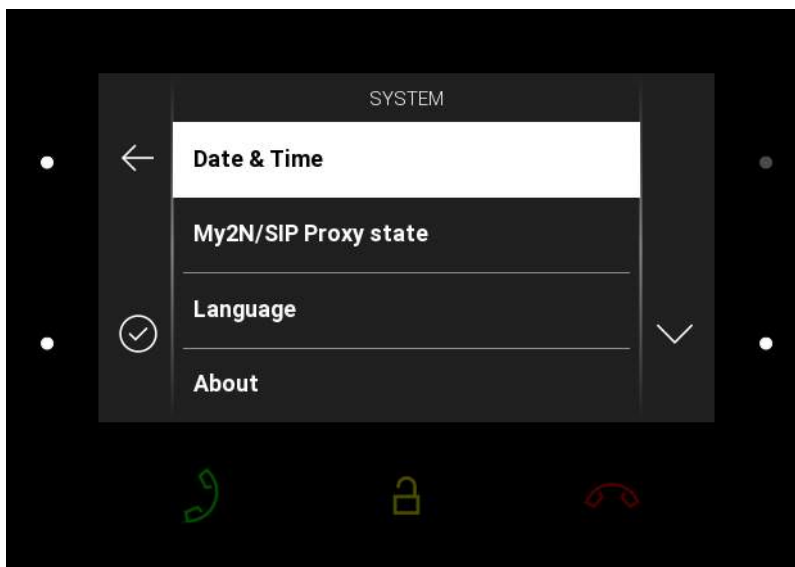 SYSTEM
Date & Time
My2N/SIP Proxy state
Language
About